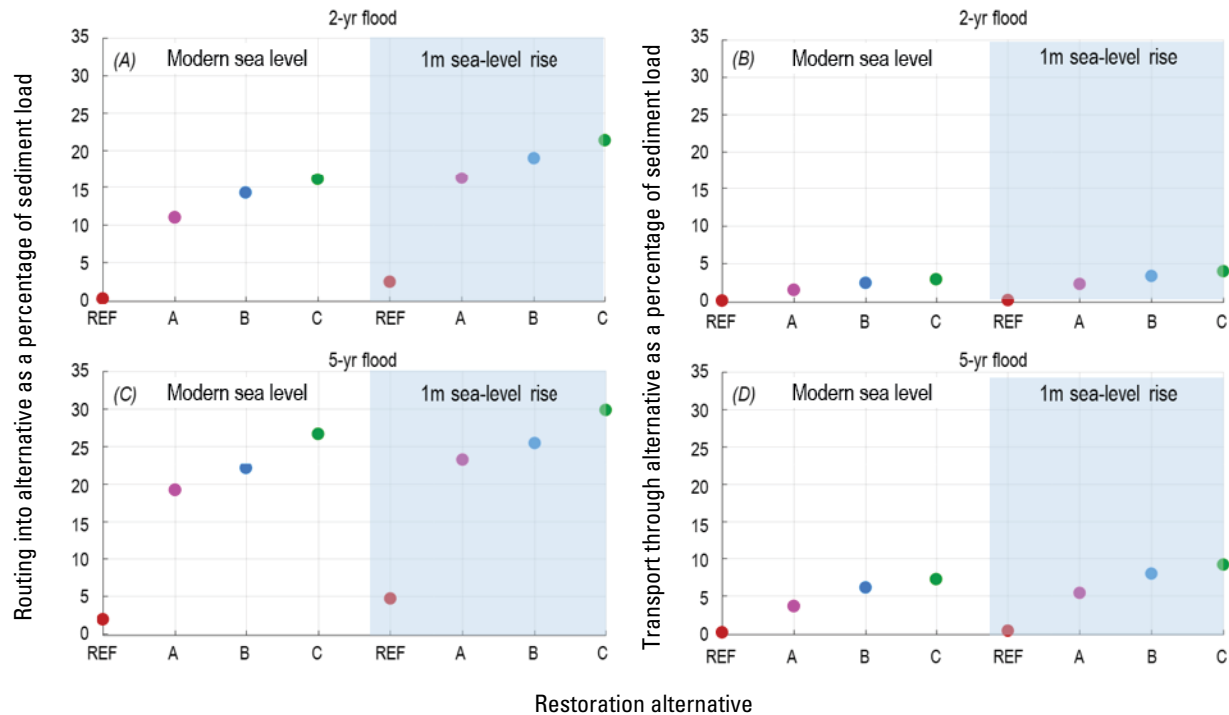 2-yr flood
Routing into alternative as a percentage of sediment load
35
30
25
20
15
10
5
0
(A)
Modern sea level
1m sea-level rise
REF A B C REF A B C
2-yr flood
Transport through alternative as a percentage of sediment load
35
30
25
20
15
10
5
0
(B)
Modern sea level
1m sea-level rise
REF A B C REF A B C
5-yr flood
35
30
25
20
15
10
5
0
(C)
Modern sea level
1m sea-level rise
REF A B C REF A B C
5-yr flood
35
30
25
20
15
10
5
0
(D)
Modern sea level
1m sea-level rise
REF A B C REF A B C
Restoration alternative